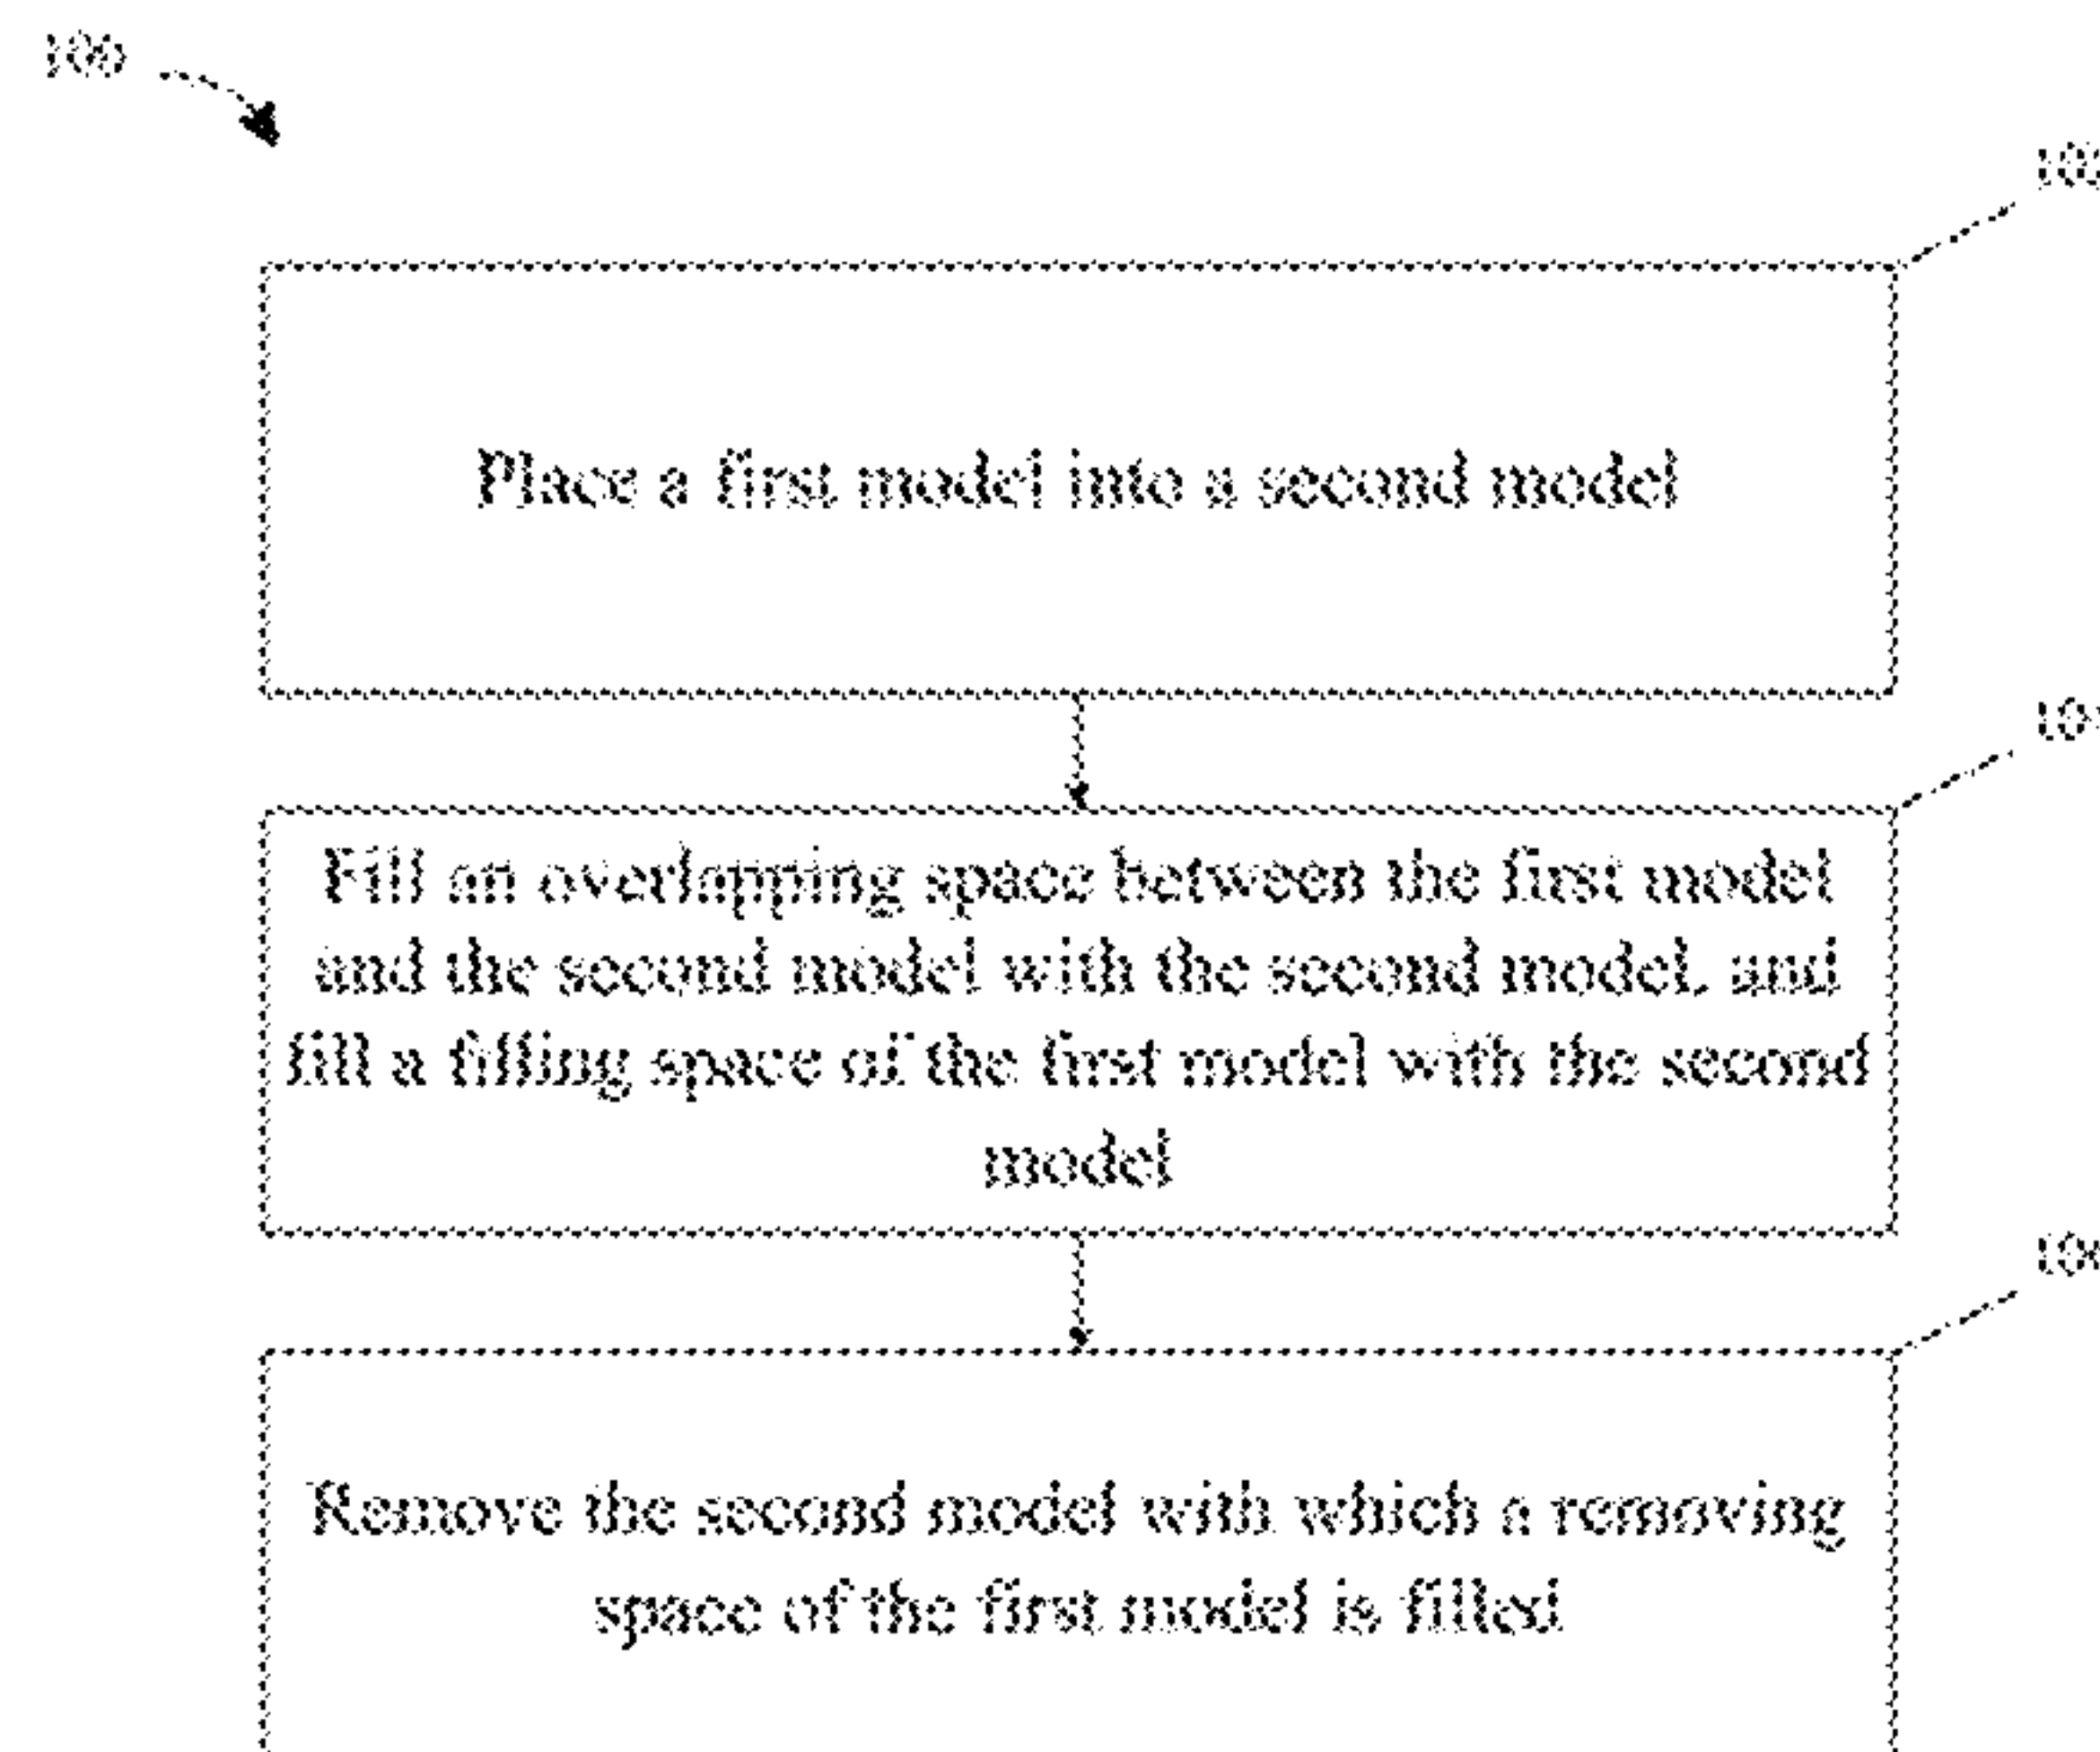 100
Place a first model into a second model
Fill an overlapping space between the first model
and the second model with the second model, and
fill a filling space of the first model with the second
model
Remove the second model with which a removing
space of the first model is filled